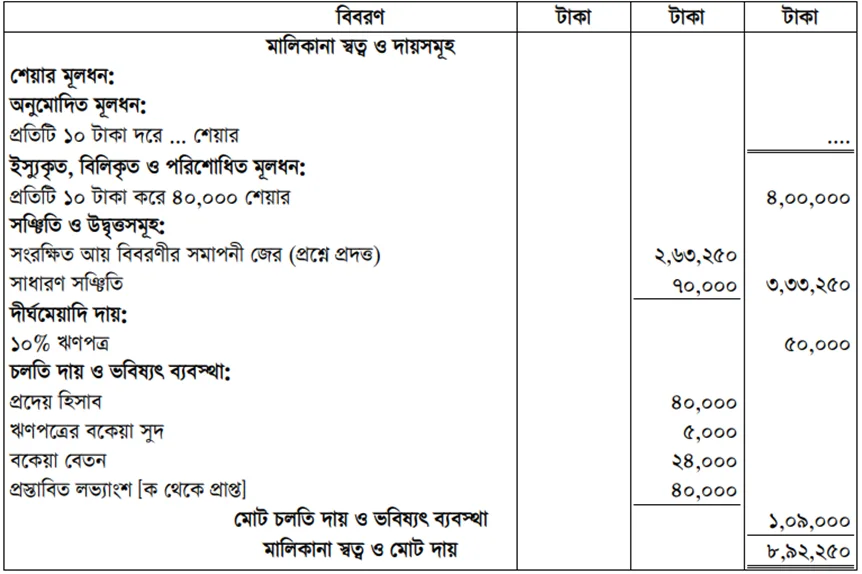 বিবরণ টাকা টাকা টাকা
মালিকানা স্বত্ব ও দায়সমূহ
শেয়ার মূলধন:
অনুমোদিত মূলধন:
প্রতিটি ১০ টাকা দরে ... শেয়ার ....
ইস্যুকৃত, বিলিকৃত ও পরিশোধিত মূলধন:
প্রতিটি ১০ টাকা করে ৪০,০০০ শেয়ার ৪,০০,০০০
সঞ্চিতি ও উদ্বৃত্তসমূহ:
সংরক্ষিত আয় বিবরণীর সমাপনী জের (প্রশ্নে প্রদত্ত) ২,৬৩,২৫০
সাধারণ সঞ্চিতি ৭০,০০০ ৩,৩৩,২৫০
দীর্ঘমেয়াদি দায়:
১০% ঋণপত্র ৫০,০০০
চলতি দায় ও ভবিষ্যৎ ব্যবস্থা:
প্রদেয় হিসাব ৪০,০০০
ঋণপত্রের বকেয়া সুদ ৫,০০০
বকেয়া বেতন ২৪,০০০
প্রস্তাবিত লভ্যাংশ [ক থেকে প্রাপ্ত] ৪০,০০০
মোট চলতি দায় ও ভবিষ্যৎ ব্যবস্থা ১,০৯,০০০
মালিকানা স্বত্ব ও মোট দায় ৮,৯২,২৫০